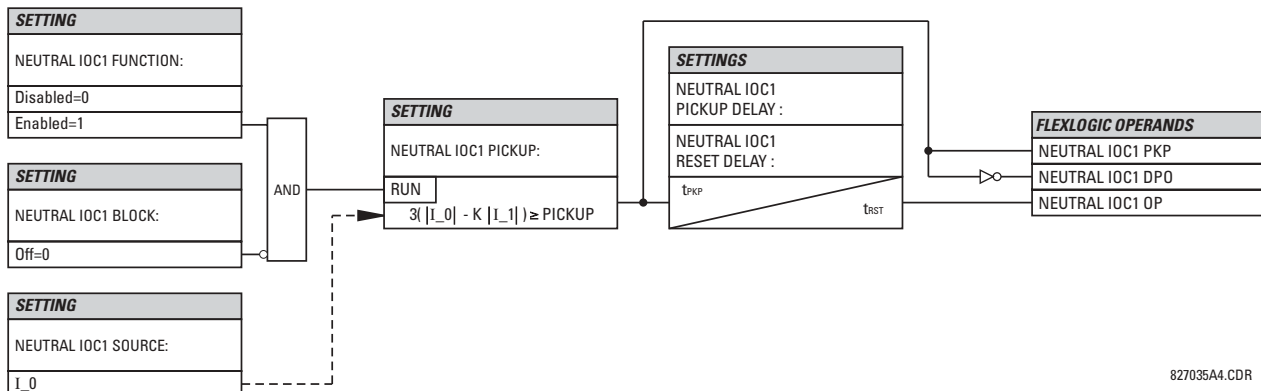 SETTING
NEUTRAL IOC1 FUNCTION:
Disabled=0
Enabled=1
SETTING
NEUTRAL IOC1 BLOCK:
Off=0
SETTING
NEUTRAL IOC1 SOURCE:
I_0
AND
SETTING
NEUTRAL IOC1 PICKUP:
RUN
3( |I_0| - K |I_1| ) ≥ PICKUP
SETTINGS
NEUTRAL IOC1
PICKUP DELAY :
NEUTRAL IOC1
RESET DELAY :
tPKP
tRST
FLEXLOGIC OPERANDS
NEUTRAL IOC1 PKP
NEUTRAL IOC1 DPO
NEUTRAL IOC1 OP
827035A4.CDR